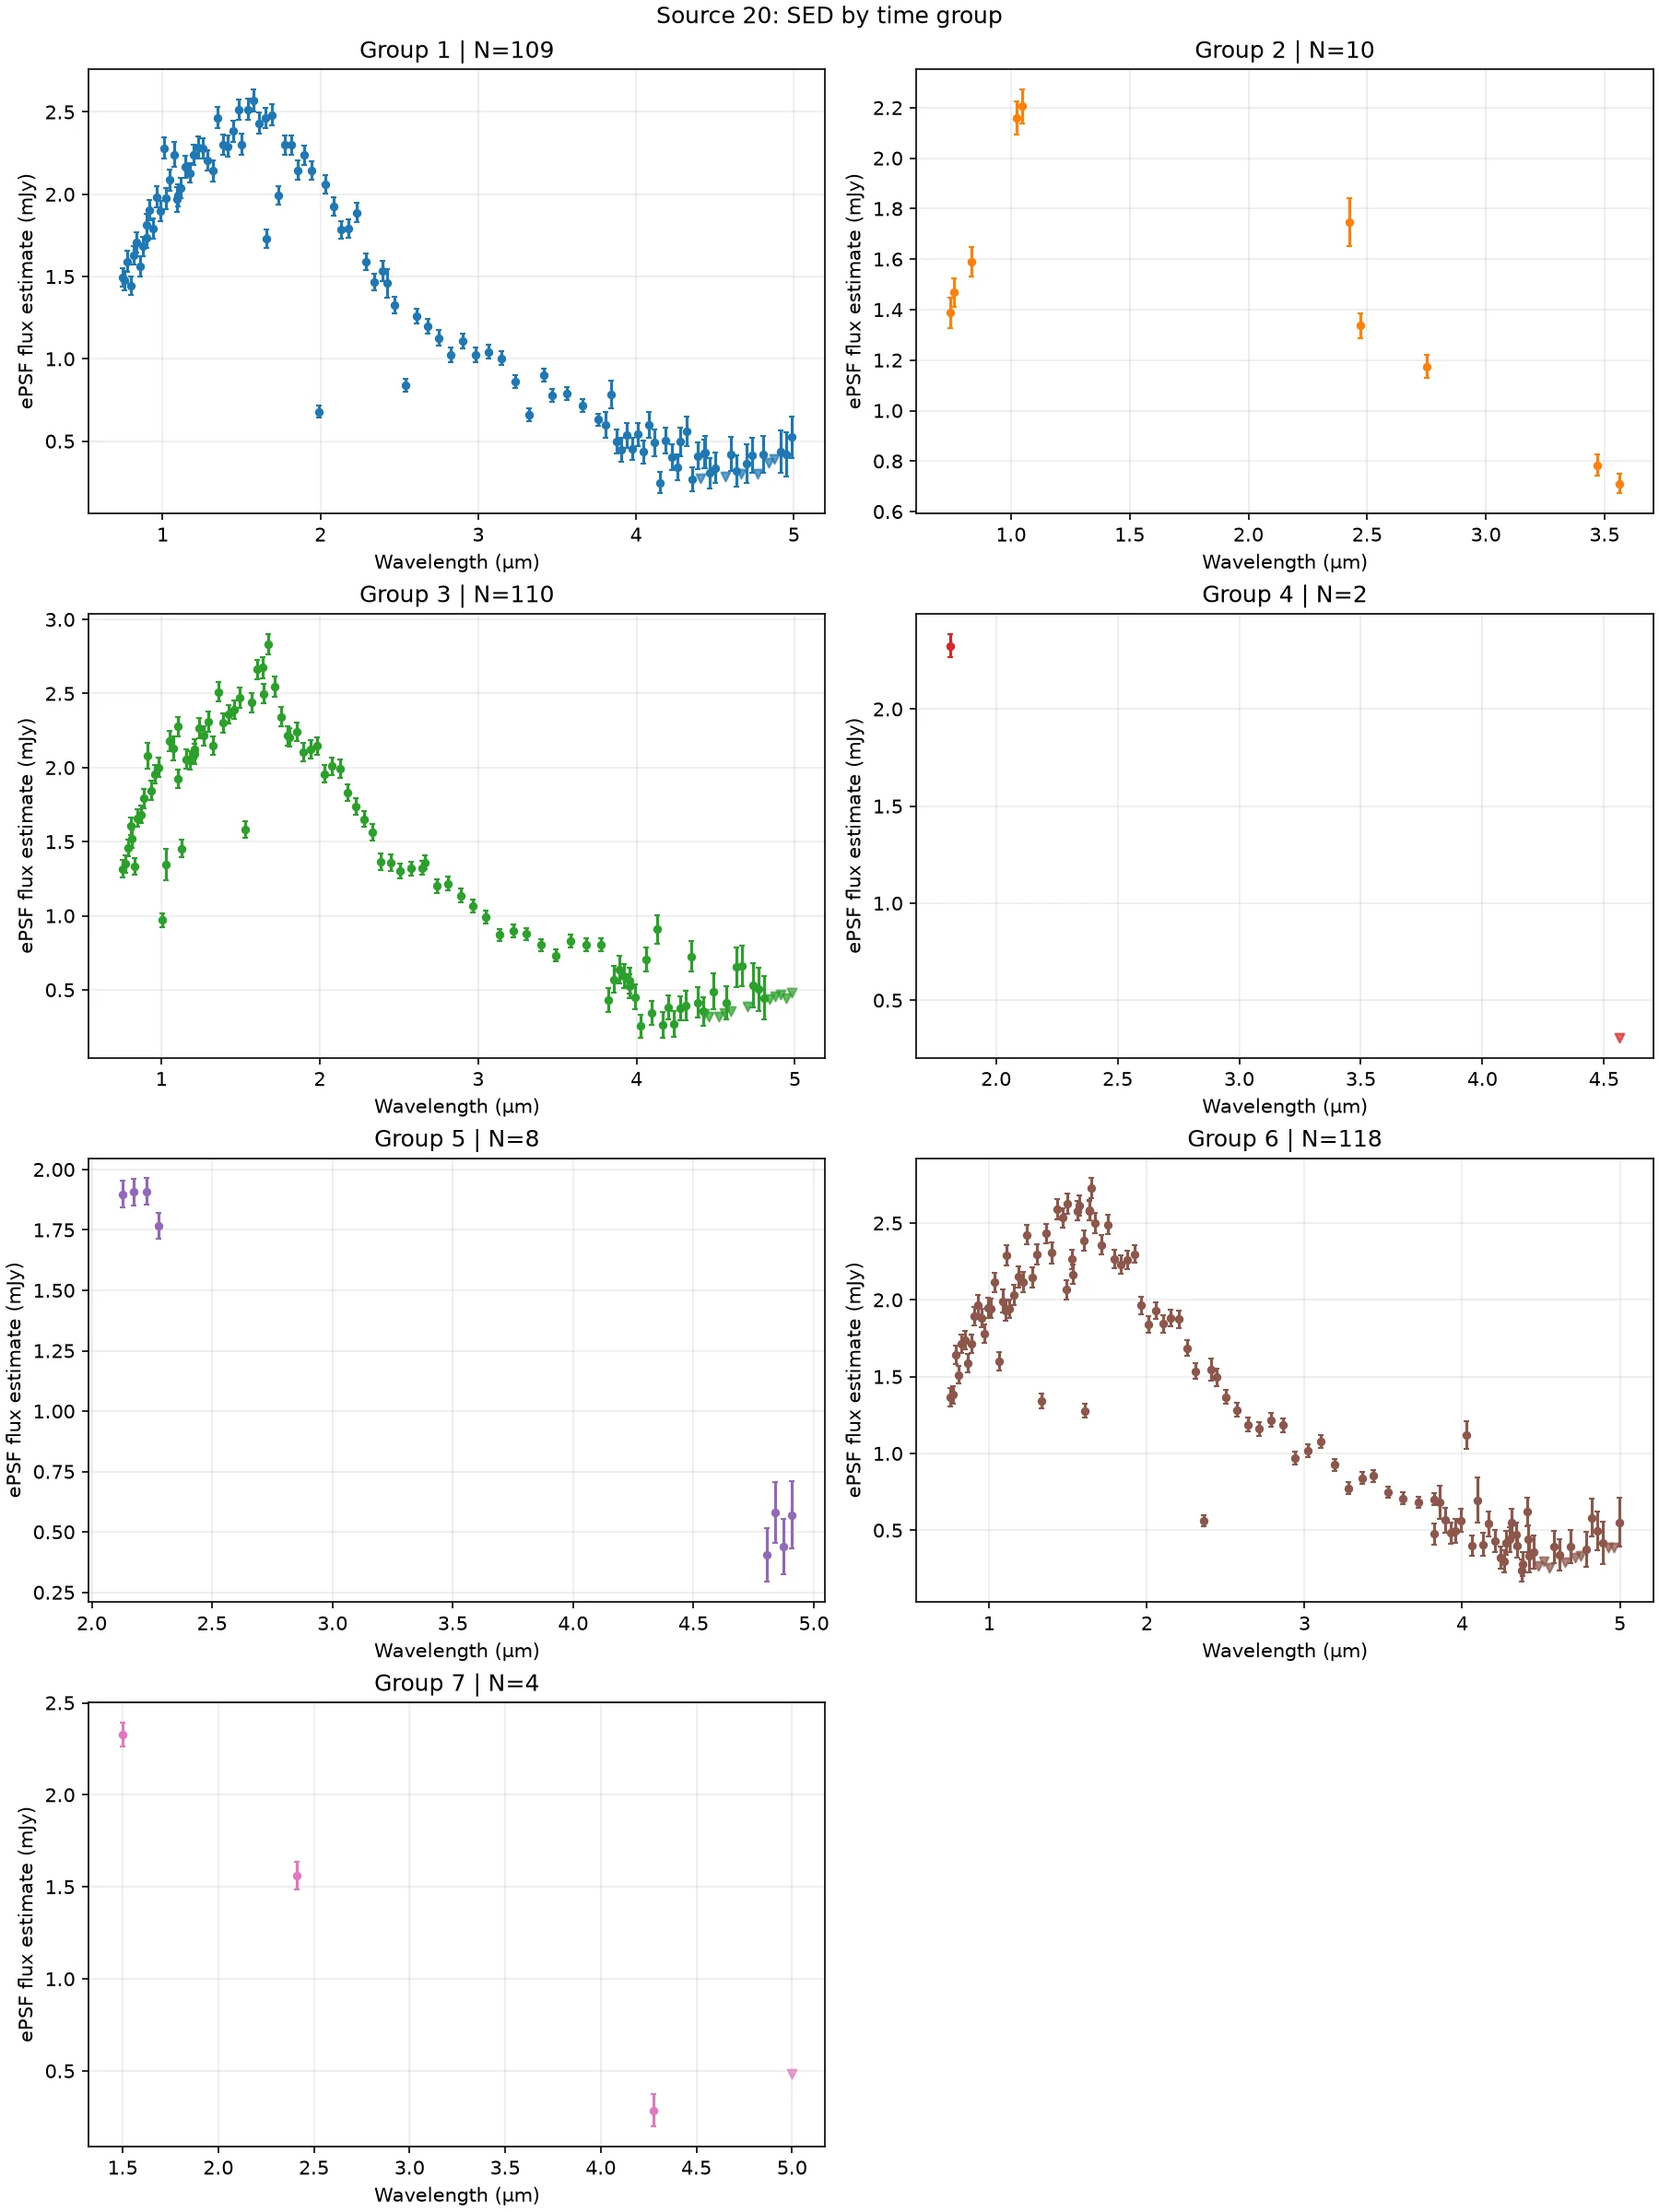 Source 20: SED by time group
Group 1 | N=109
ePSF flux estimate (mJy)
2.5
2.0
1.5
1.0
0.5
1 2 3 4 5
Wavelength (μm)
Group 2 | N=10
ePSF flux estimate (mJy)
2.2
2.0
1.8
1.6
1.4
1.2
1.0
0.8
0.6
1.0 1.5 2.0 2.5 3.0 3.5
Wavelength (μm)
Group 3 | N=110
ePSF flux estimate (mJy)
3.0
2.5
2.0
1.5
1.0
0.5
1 2 3 4 5
Wavelength (μm)
Group 4 | N=2
ePSF flux estimate (mJy)
2.0
1.5
1.0
0.5
2.0 2.5 3.0 3.5 4.0 4.5
Wavelength (μm)
Group 5 | N=8
ePSF flux estimate (mJy)
2.00
1.75
1.50
1.25
1.00
0.75
0.50
0.25
2.0 2.5 3.0 3.5 4.0 4.5 5.0
Wavelength (μm)
Group 6 | N=118
ePSF flux estimate (mJy)
2.5
2.0
1.5
1.0
0.5
1 2 3 4 5
Wavelength (μm)
Group 7 | N=4
ePSF flux estimate (mJy)
2.5
2.0
1.5
1.0
0.5
1.5 2.0 2.5 3.0 3.5 4.0 4.5 5.0
Wavelength (μm)